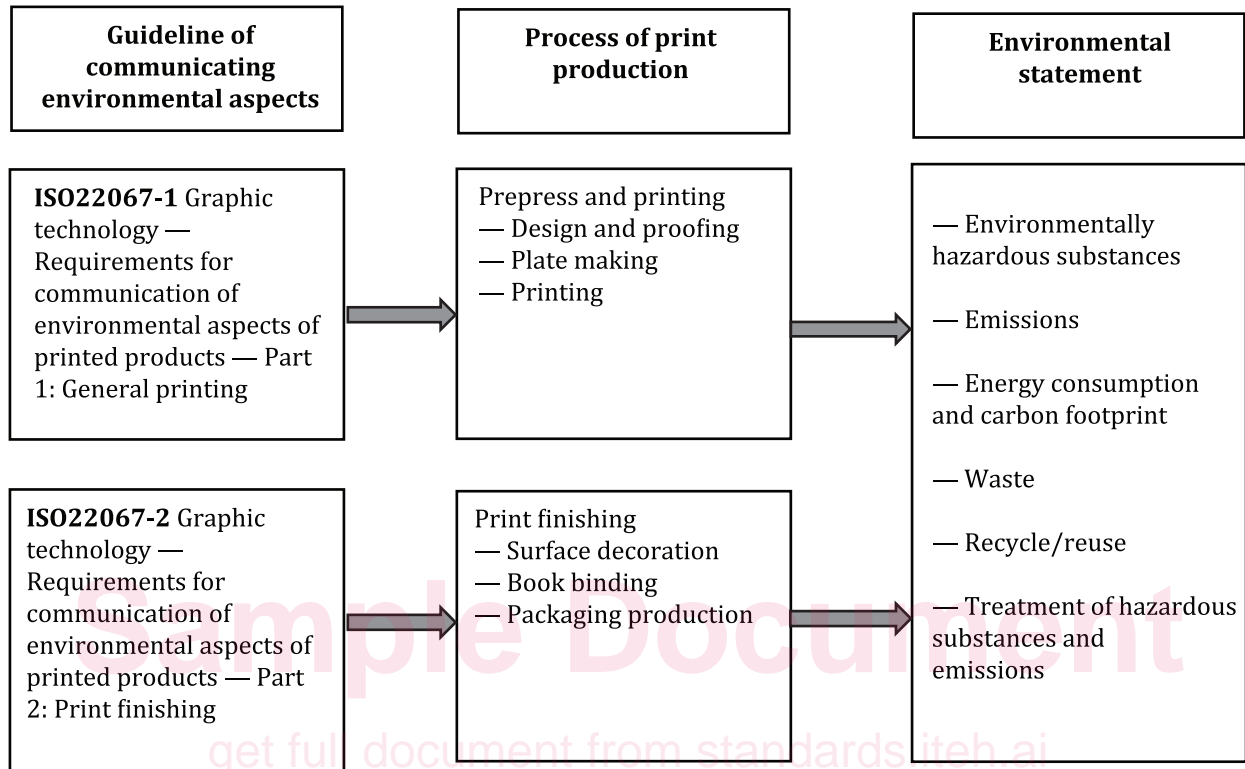 Guideline of
communicating
environmental aspects
Process of print
production
Environmental
statement
ISO22067-1 Graphic
technology —
Requirements for
communication of
environmental aspects of
printed products — Part
1: General printing
Prepress and printing
— Design and proofing
— Plate making
— Printing
— Environmentally
hazardous substances
— Emissions
— Energy consumption
and carbon footprint
— Waste
— Recycle/reuse
— Treatment of hazardous
substances and
emissions
ISO22067-2 Graphic
technology —
Requirements for
communication of
environmental aspects of
printed products — Part
2: Print finishing
Print finishing
— Surface decoration
— Book binding
— Packaging production
Sample Document
get full document from standards.iteh.ai